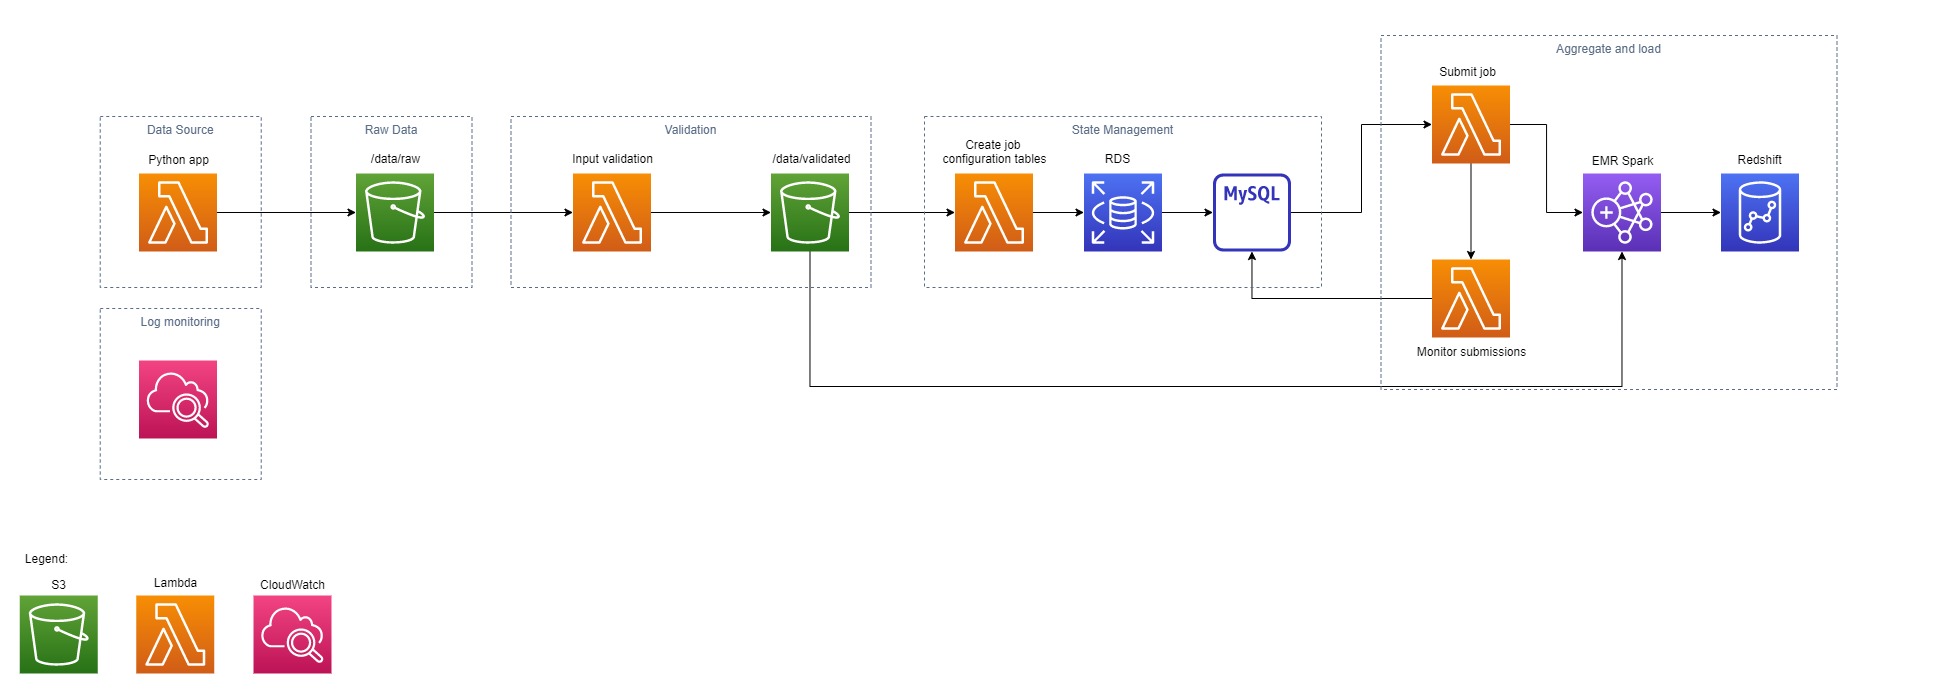 Aggregate and load
Submit job
Data Source
Raw Data
Validation
State Management
Python app
/data/raw
Input validation
/data/validated
Create job
configuration tables
RDS
EMR Spark
Redshift
MySQL
Log monitoring
Monitor submissions
Legend:
S3
Lambda
CloudWatch